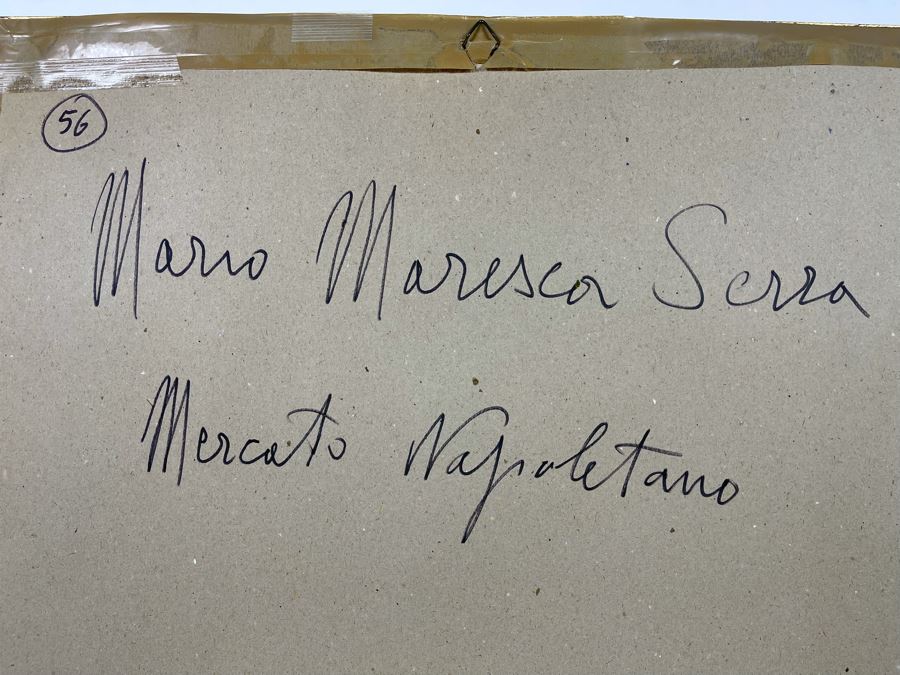 56
Mario Maresca Serra
Mercato Napoletano